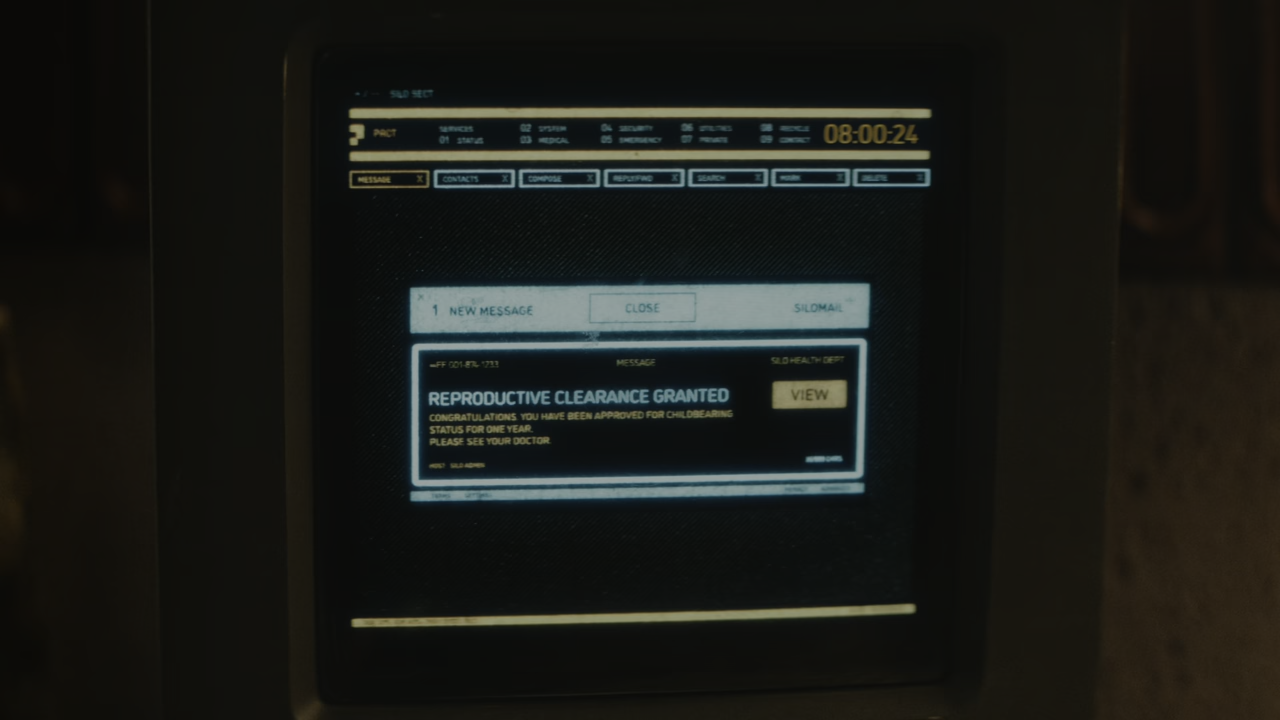 SILO SECT
PACT
SERVICES
01 STATUS
02 SYSTEM
03 MEDICAL
04 SECURITY
05 EMERGENCY
06 UTILITIES
07 PRIVATE
08 RECYCLE
09 CONTACT
08:00:24
MESSAGE X
CONTACTS X
COMPOSE X
REPLY/FWD X
SEARCH X
MARK X
DELETE X
1 NEW MESSAGE
CLOSE
SILOMAIL
MESSAGE
SILO HEALTH DEPT
REPRODUCTIVE CLEARANCE GRANTED
VIEW
CONGRATULATIONS. YOU HAVE BEEN APPROVED FOR CHILDBEARING
STATUS FOR ONE YEAR.
PLEASE SEE YOUR DOCTOR.
HOST SILO ADMIN